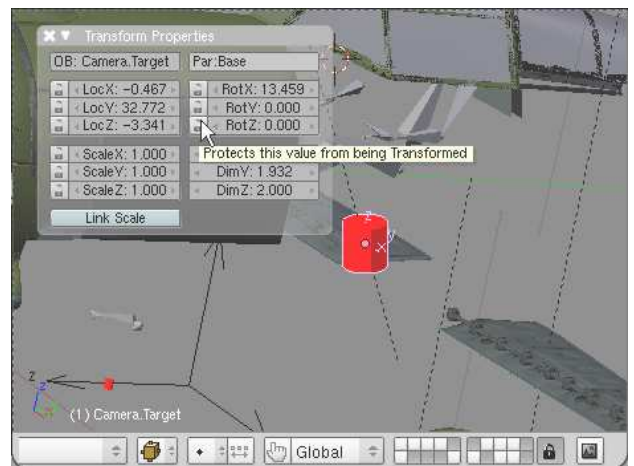 Transform Properties
OB: Camera.Target
Par:Base
LocX: -0.467
RotX: 13.459
LocY: 32.772
RotY: 0.000
LocZ: -3.341
RotZ: 0.000
Protects this value from being Transformed
ScaleX: 1.000
ScaleY: 1.000
DimY: 1.932
ScaleZ: 1.000
DimZ: 2.000
Link Scale
z
x
y
z
z
(1) Camera.Target
Global